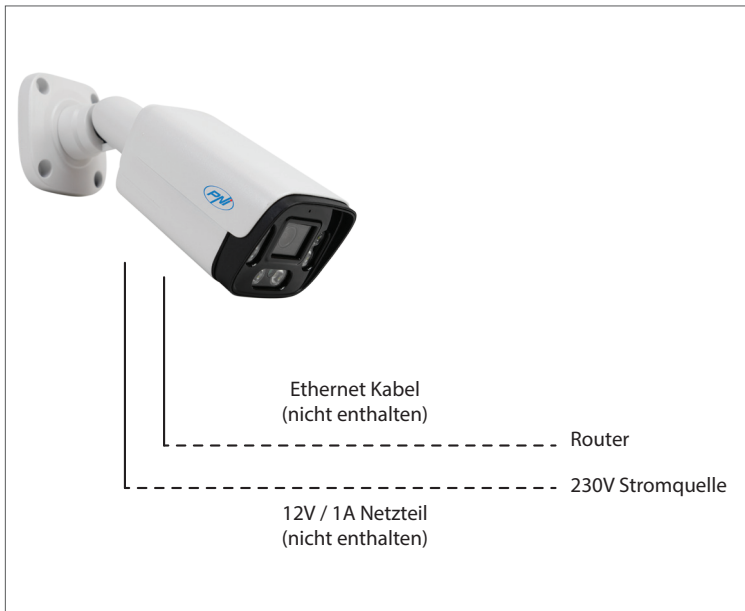 PNI
Ethernet Kabel
(nicht enthalten)
Router
230V Stromquelle
12V / 1A Netzteil
(nicht enthalten)